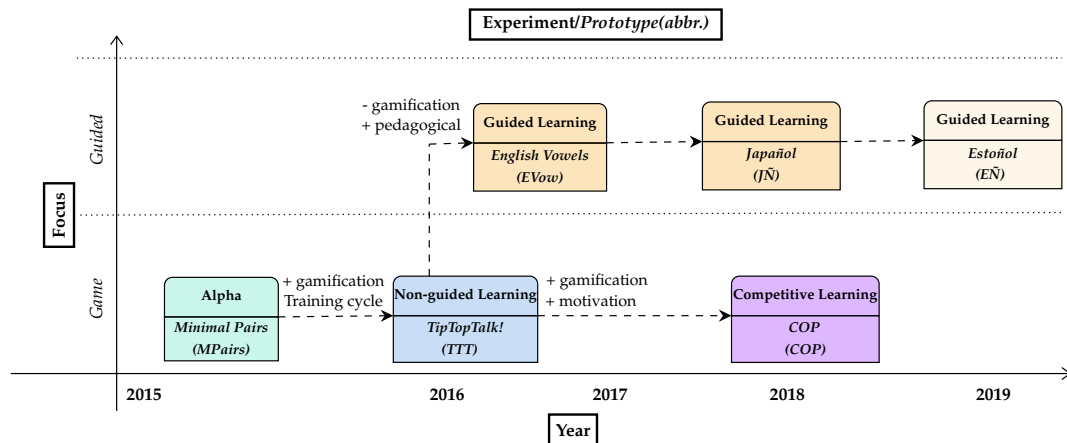 Experiment/Prototype(abbr.)
Guided
- gamification
+ pedagogical
Guided Learning
English Vowels
(EVow)
Guided Learning
Japañol
(JÑ)
Guided Learning
Estoñol
(EÑ)
Focus
Game
Alpha
Minimal Pairs
(MPairs)
+ gamification
Training cycle
Non-guided Learning
TipTopTalk!
(TTT)
+ gamification
+ motivation
Competitive Learning
COP
(COP)
2015
2016
2017
2018
2019
Year